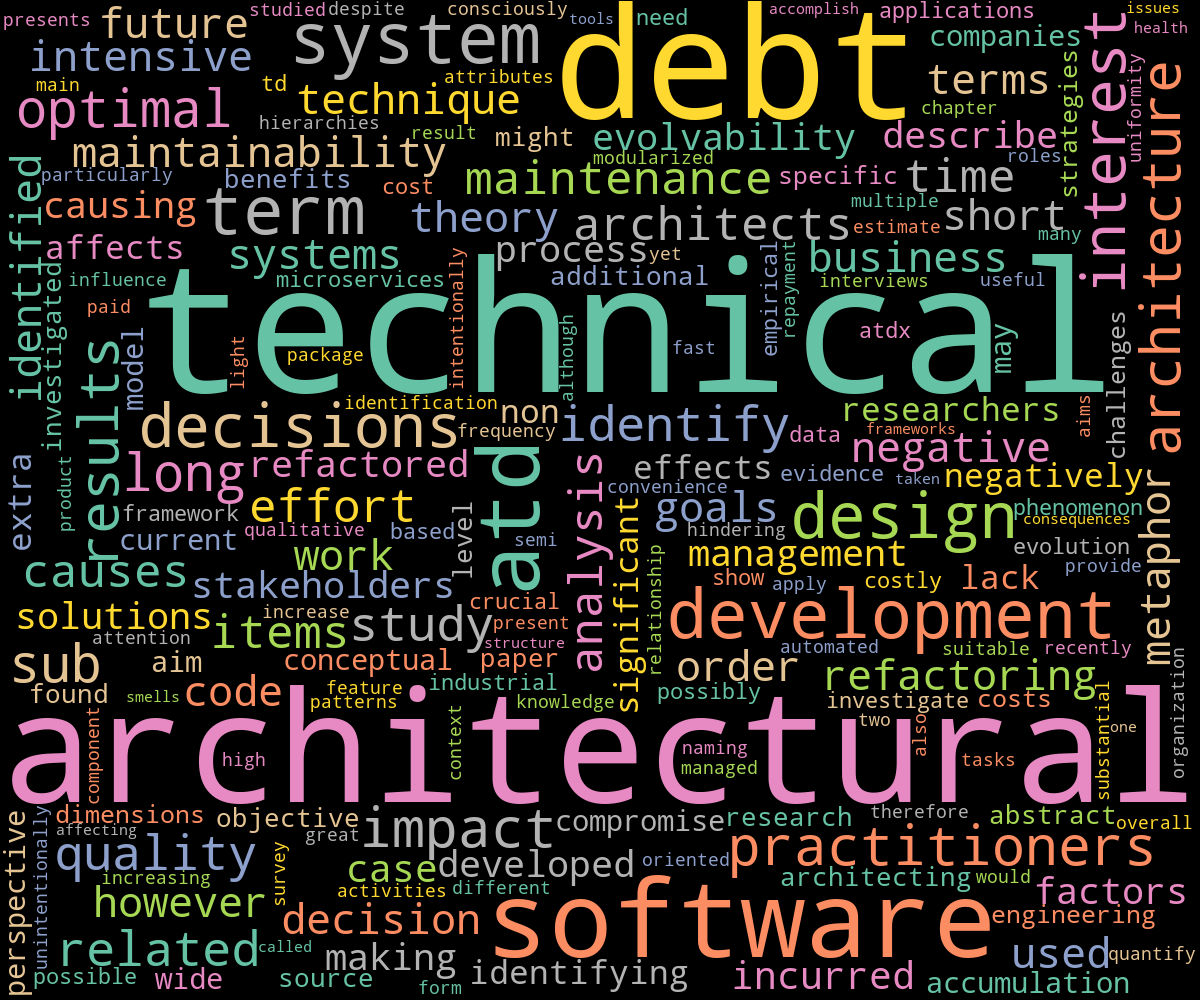 presents
future
studied
despite
consciously
tools
need
accomplish
applications
issues
health
intensive
system
debt
companies
interest
main
td
attributes
terms
strategies
uniformity
architecture
optimal
technique
chapter
hierarchies
result
might
evolvability
describe
maintainability
modularized
roles
identified
particularly
benefits
cost
maintenance
specific
time
causing
term
theory
architects
multiple
short
estimate
many
affects
systems
process
yet
business
investigated
influence
microservices
intentionally
additional
empirical
repayment
interviews
useful
paid
technical
results
model
light
package
although
fast
atdx
may
challenges
decisions
identification
non
identify
researchers
aims
frequency
data
frameworks
negative
extra
product
long
refactored
atd
analysis
effects
evidence
taken
negatively
metaphor
framework
effort
level
significant
convenience
goals
design
phenomenon
consequences
current
qualitative
based
semi
hindering
evolution
causes
work
relationship
management
provide
stakeholders
show
apply
costly
lack
solutions
increase
crucial
development
attention
items
study
present
structure
automated
suitable
recently
organization
sub
aim
conceptual
paper
order
refactoring
found
smells
code
feature
patterns
industrial
knowledge
possibly
investigate
costs
substantial
component
context
two
also
one
architectural
high
naming
managed
tasks
perspective
unintentionally
dimensions
affecting
objective
great
impact
compromise
research
therefore
abstract
overall
quality
survey
case
developed
oriented
practitioners
increasing
activities
different
architecting
would
factors
however
decision
software
engineering
related
called
making
identifying
used
quantify
possible
wide
source
form
incurred
accumulation